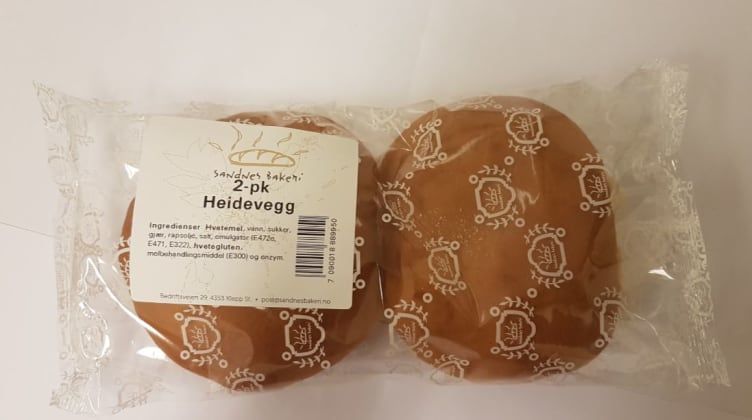 SANDNES BAKERI
2-pk
Heidevegg
Ingredienser Hvetemel, vann, sukker,
gjær, rapsolje, salt, emulgator (E472e,
E471, E322), hvetegluten,
melbehandlingsmiddel (E300) og enzym.
7 090018 889950
Bedriftsveien 29, 4353 Klepp St. • post@sandnesbakeri.no